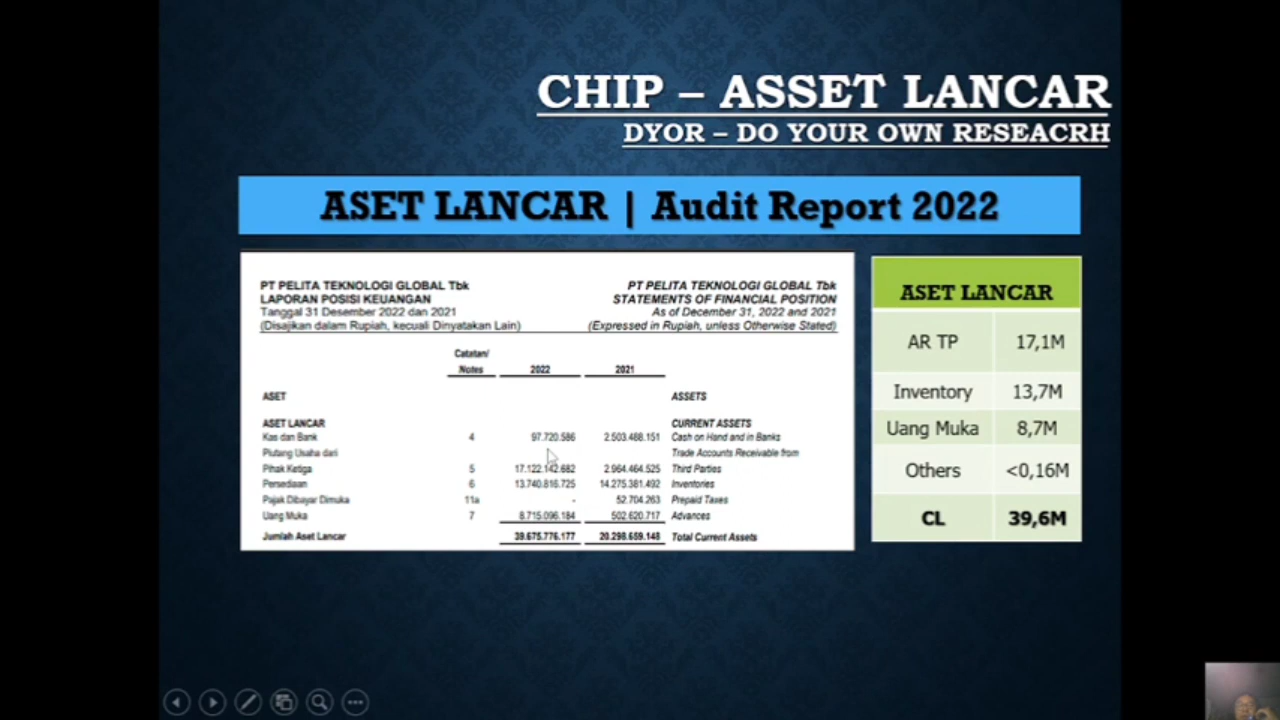 CHIP – ASSET LANCAR
DYOR – DO YOUR OWN RESEACRH
ASET LANCAR | Audit Report 2022
PT PELITA TEKNOLOGI GLOBAL Tbk PT PELITA TEKNOLOGI GLOBAL Tbk
LAPORAN POSISI KEUANGAN STATEMENTS OF FINANCIAL POSITION
Tanggal 31 Desember 2022 dan 2021 As of December 31, 2022 and 2021
(Disajikan dalam Rupiah, kecuali Dinyatakan Lain) (Expressed in Rupiah, unless Otherwise Stated)
Catatan/
Notes 2022 2021
ASET ASSETS
ASET LANCAR CURRENT ASSETS
Kas dan Bank 4 97.720.586 2.503.488.151 Cash on Hand and in Banks
Piutang Usaha dari Trade Accounts Receivable from
Pihak Ketiga 5 17.122.142.682 2.964.464.525 Third Parties
Persediaan 6 13.740.816.725 14.275.381.492 Inventories
Pajak Dibayar Dimuka 11a - 52.704.263 Prepaid Taxes
Uang Muka 7 8.715.096.184 502.620.717 Advances
Jumlah Aset Lancar 39.675.776.177 20.298.659.148 Total Current Assets
ASET LANCAR
AR TP 17,1M
Inventory 13,7M
Uang Muka 8,7M
Others <0,16M
CL 39,6M